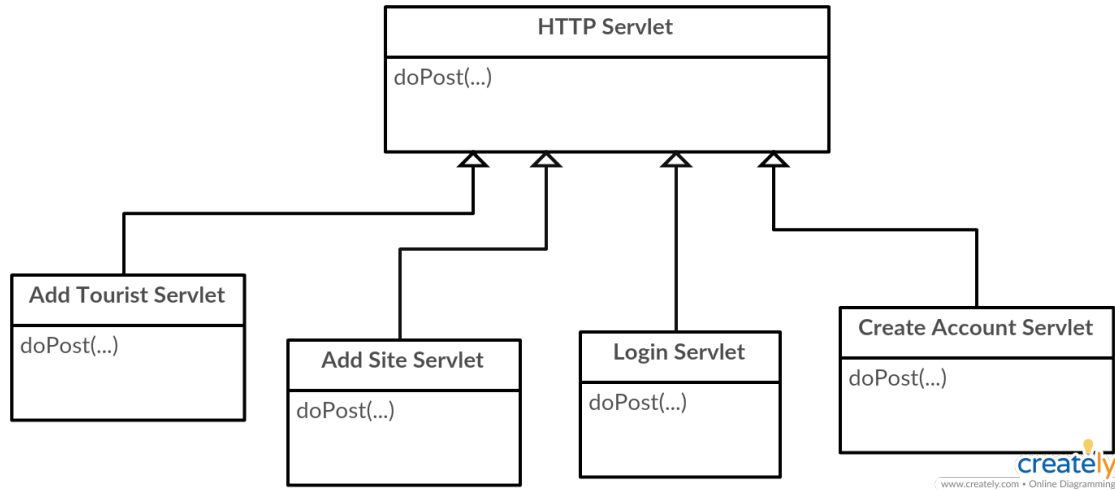 HTTP Servlet
doPost(...)
Add Tourist Servlet
doPost(...)
Add Site Servlet
doPost(...)
Login Servlet
doPost(...)
Create Account Servlet
doPost(...)
creately
www.creately.com • Online Diagramming